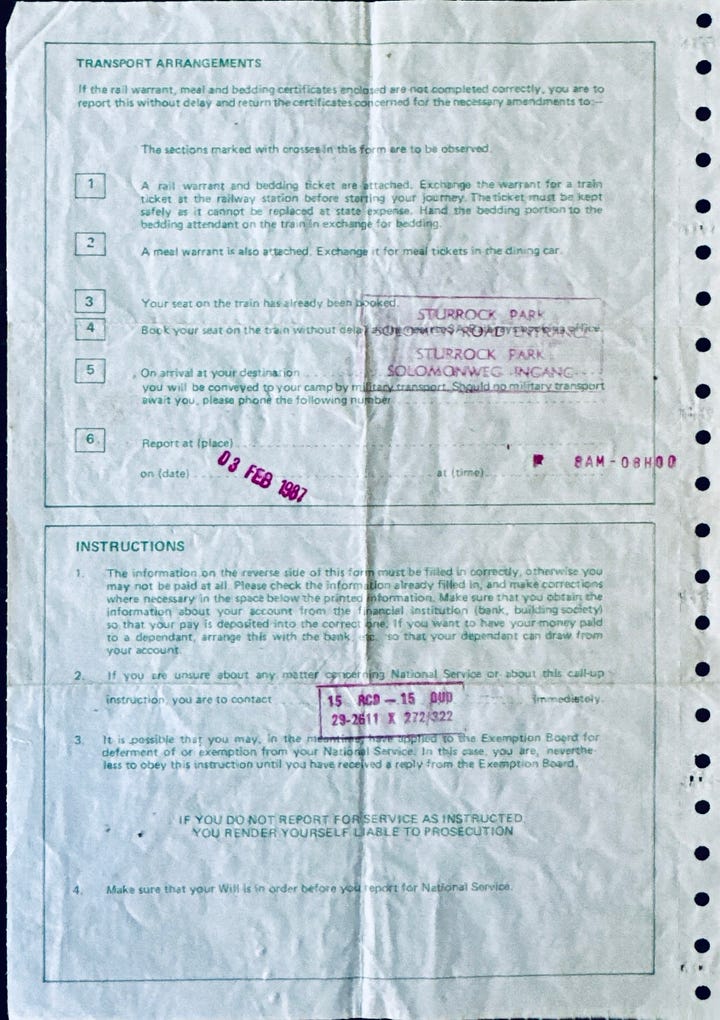 TRANSPORT ARRANGEMENTS
If the rail warrant, meal and bedding certificates enclosed are not completed correctly, you are to
report this without delay and return the certificates concerned for the necessary amendments to:—
The sections marked with crosses in this form are to be observed.
1 A rail warrant and bedding ticket are attached. Exchange the warrant for a train
ticket at the railway station before starting your journey. The ticket must be kept
safely as it cannot be replaced at state expense. Hand the bedding portion to the
bedding attendant on the train in exchange for bedding.
2 A meal warrant is also attached. Exchange it for meal tickets in the dining car.
3 Your seat on the train has already been booked.
STURROCK PARK
4 Book your seat on the train without delay office.
SOLOMON ROAD ENTRANCE
STURROCK PARK
SOLOMONWEG INGANG
5 On arrival at your destination
you will be conveyed to your camp by military transport. Should no military transport
await you, please phone the following number
6 Report at (place)
on (date) 03 FEB 1987 at (time) 8AM-08H00
INSTRUCTIONS
1. The information on the reverse side of this form must be filled in correctly, otherwise you
may not be paid at all. Please check the information already filled in, and make corrections
where necessary in the space below the printed information. Make sure that you obtain the
information about your account from the financial institution (bank, building society)
so that your pay is deposited into the correct one. If you want to have your money paid
to a dependant, arrange this with the bank, etc. so that your dependant can draw from
your account.
2. If you are unsure about any matter concerning National Service or about this call-up
instruction, you are to contact 15 RCD – 15 OUD immediately.
29-2611 X 272/322
3. It is possible that you may, in the meantime, have applied to the Exemption Board for
deferment of or exemption from your National Service. In this case, you are, neverthe-
less to obey this instruction until you have received a reply from the Exemption Board.
IF YOU DO NOT REPORT FOR SERVICE AS INSTRUCTED
YOU RENDER YOURSELF LIABLE TO PROSECUTION
4. Make sure that your Will is in order before you report for National Service.